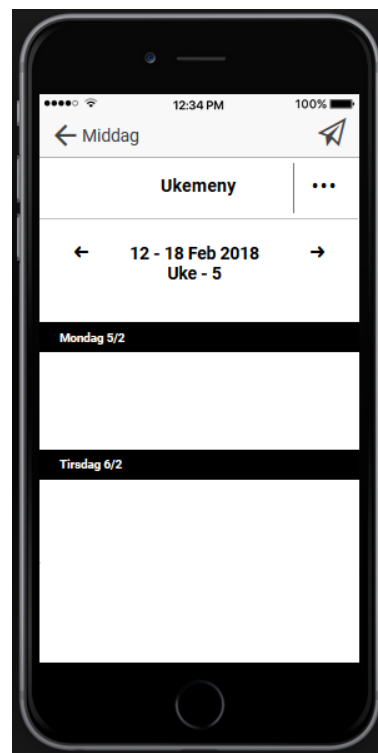 12:34 PM
100%
Middag
Ukemeny
12 - 18 Feb 2018
Uke - 5
Mondag 5/2
Tirsdag 6/2